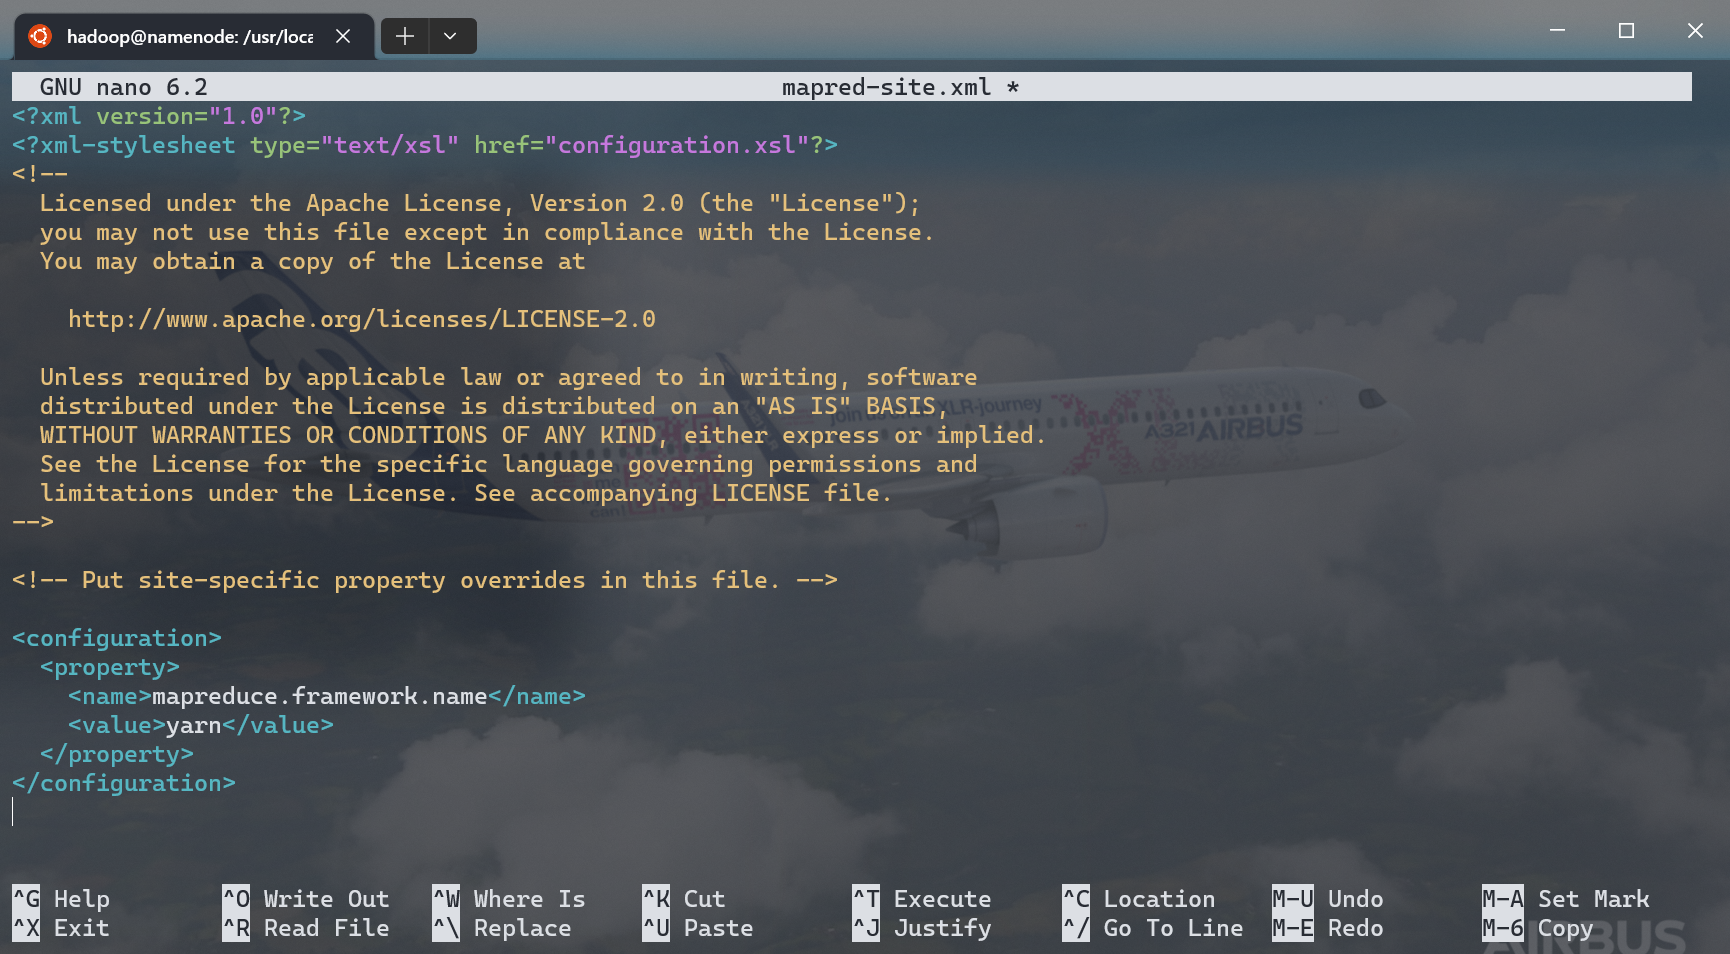 hadoop@namenode: /usr/loca
GNU nano 6.2 mapred-site.xml *
<?xml version="1.0"?>
<?xml-stylesheet type="text/xsl" href="configuration.xsl"?>
<!--
Licensed under the Apache License, Version 2.0 (the "License");
you may not use this file except in compliance with the License.
You may obtain a copy of the License at
http://www.apache.org/licenses/LICENSE-2.0
Unless required by applicable law or agreed to in writing, software
distributed under the License is distributed on an "AS IS" BASIS,
WITHOUT WARRANTIES OR CONDITIONS OF ANY KIND, either express or implied.
See the License for the specific language governing permissions and
limitations under the License. See accompanying LICENSE file.
-->
<!-- Put site-specific property overrides in this file. -->
<configuration>
<property>
<name>mapreduce.framework.name</name>
<value>yarn</value>
</property>
</configuration>
join XLR-journey
A321 AIRBUS
^G Help ^O Write Out ^W Where Is ^K Cut ^T Execute ^C Location M-U Undo M-A Set Mark
^X Exit ^R Read File ^\ Replace ^U Paste ^J Justify ^/ Go To Line M-E Redo M-6 Copy
AIRBUS